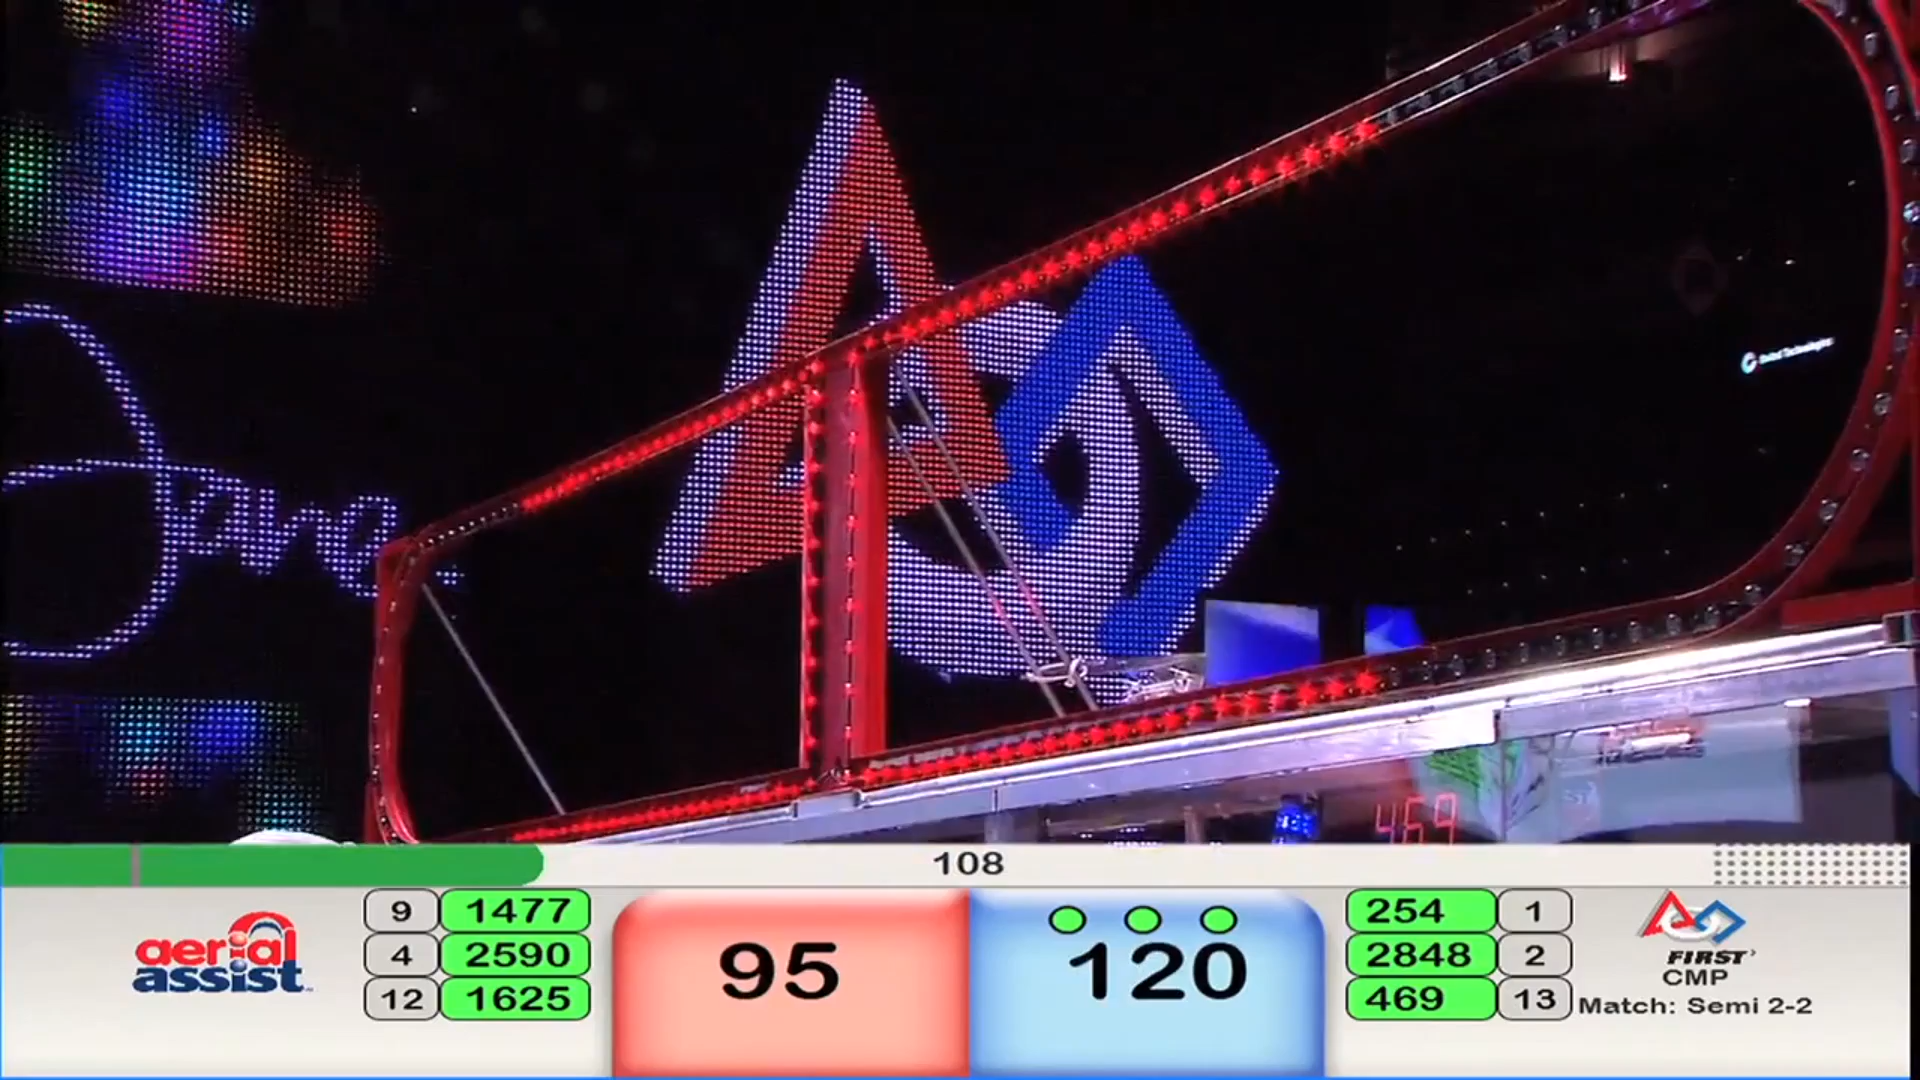 Jane
469
108
9 1477
4 2590
12 1625
aerial
assist
95
120
254 1
2848 2
469 13
FIRST
CMP
Match: Semi 2-2